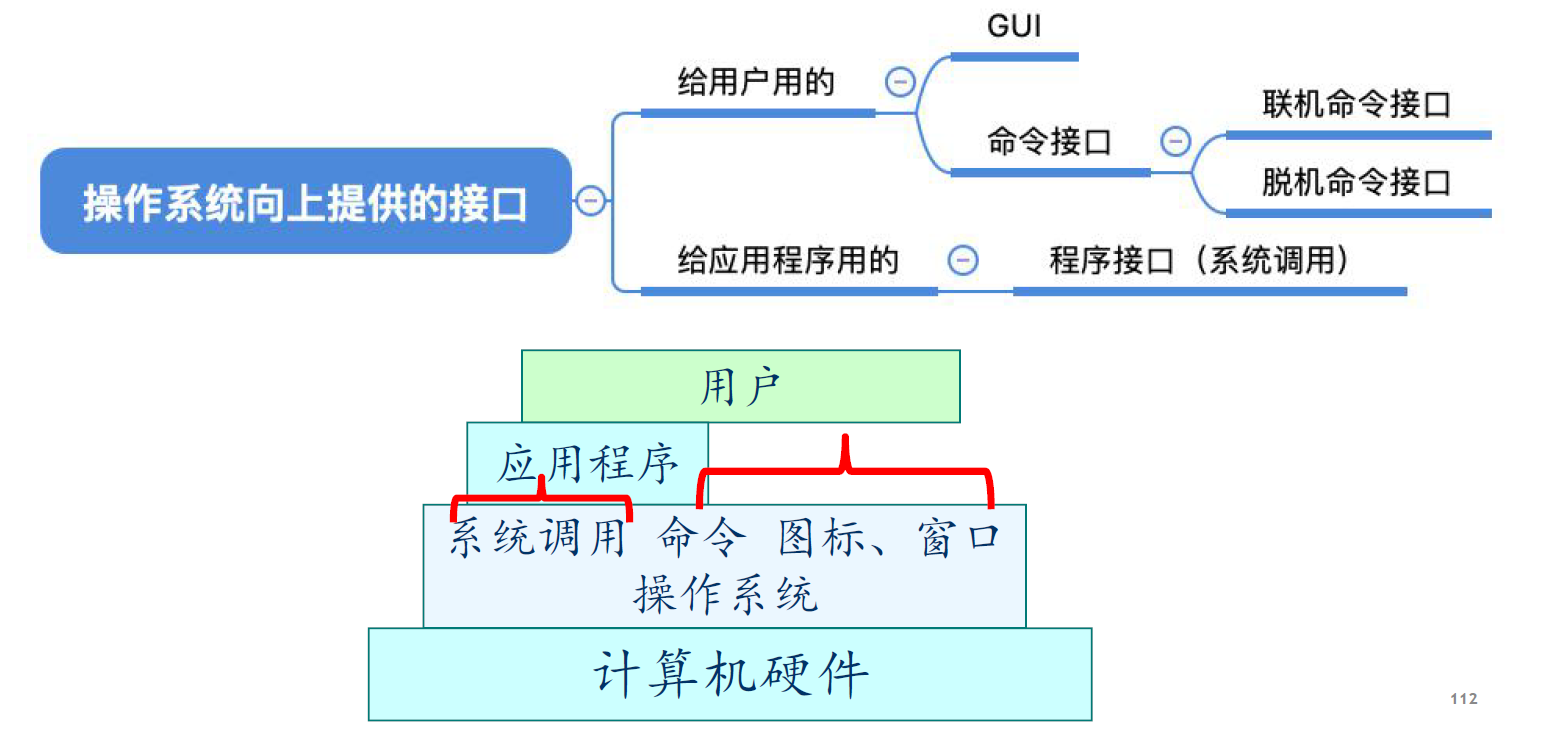 GUI
给用户用的
联机命令接口
命令接口
脱机命令接口
操作系统向上提供的接口
给应用程序用的
程序接口（系统调用）
用户
应用程序
系统调用 命令 图标、窗口
操作系统
计算机硬件
112